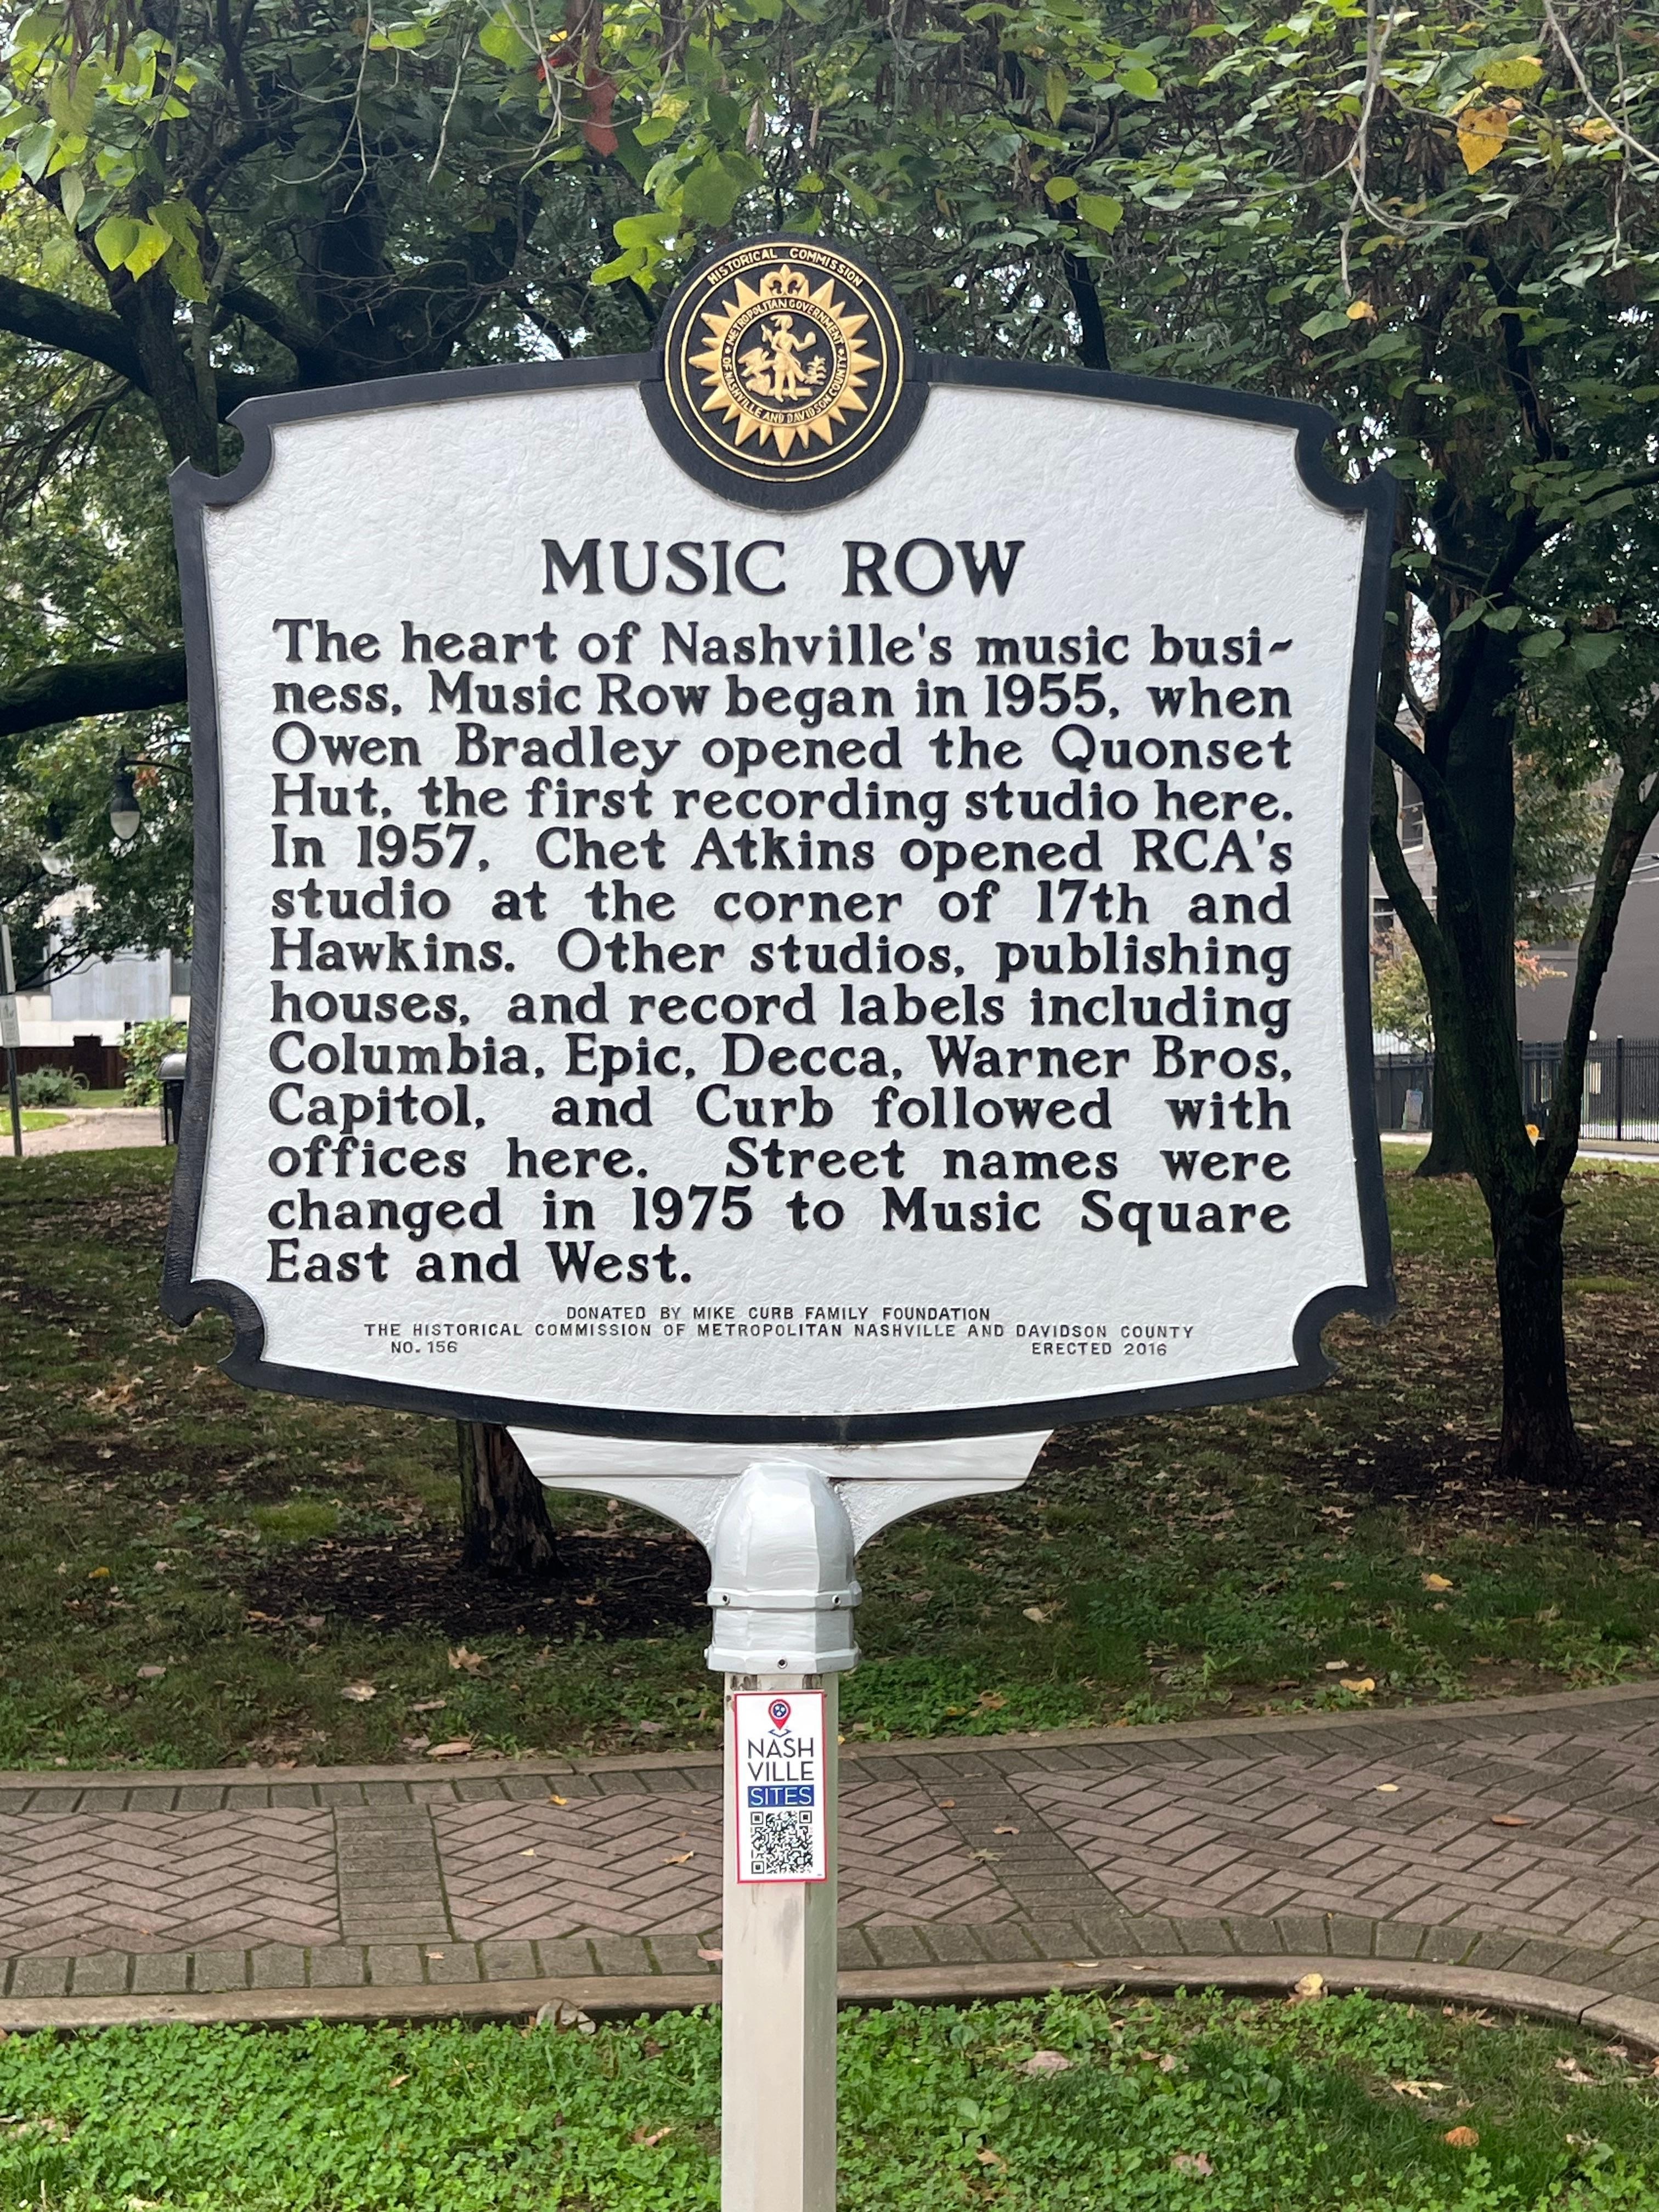 HISTORICAL COMMISSION
METROPOLITAN GOVERNMENT
OF NASHVILLE AND DAVIDSON COUNTY
MUSIC ROW
The heart of Nashville's music busi-
ness, Music Row began in 1955, when
Owen Bradley opened the Quonset
Hut, the first recording studio here.
In 1957, Chet Atkins opened RCA's
studio at the corner of 17th and
Hawkins. Other studios, publishing
houses, and record labels including
Columbia, Epic, Decca, Warner Bros,
Capitol, and Curb followed with
offices here. Street names were
changed in 1975 to Music Square
East and West.
DONATED BY MIKE CURB FAMILY FOUNDATION
THE HISTORICAL COMMISSION OF METROPOLITAN NASHVILLE AND DAVIDSON COUNTY
NO. 156 ERECTED 2016
NASH
VILLE
SITES